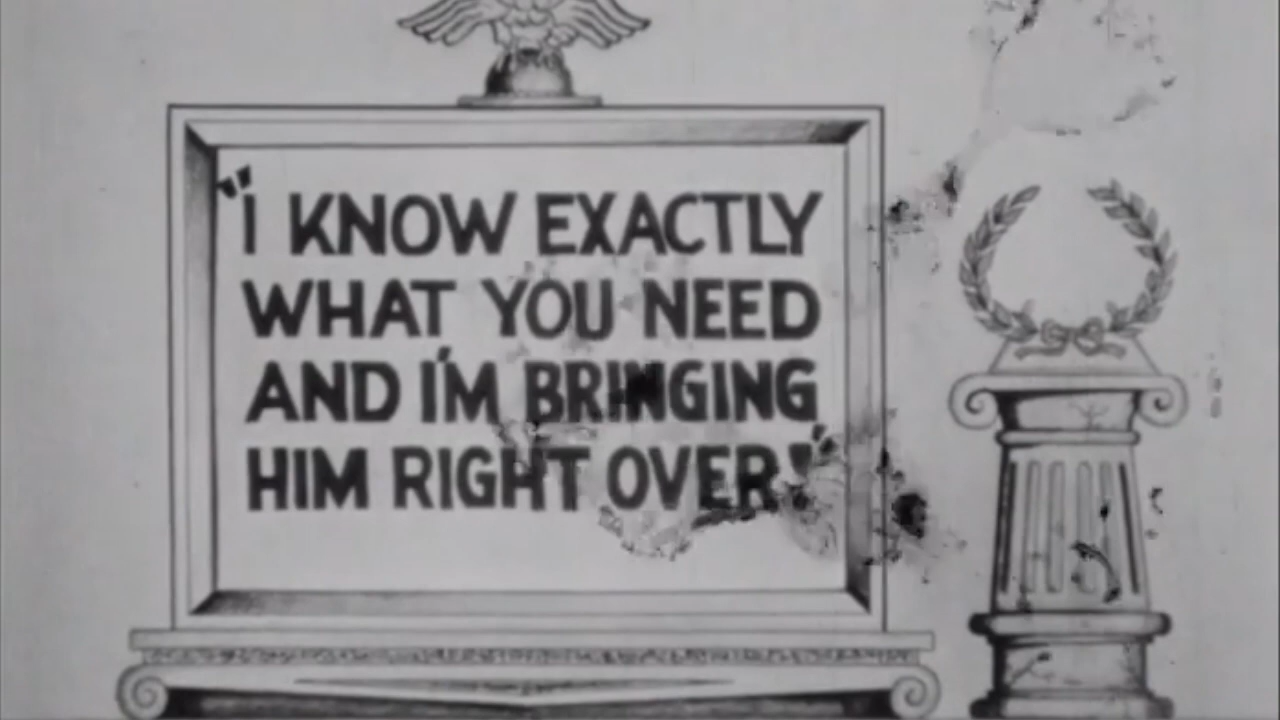 "I KNOW EXACTLY
WHAT YOU NEED
AND I'M BRINGING
HIM RIGHT OVER."